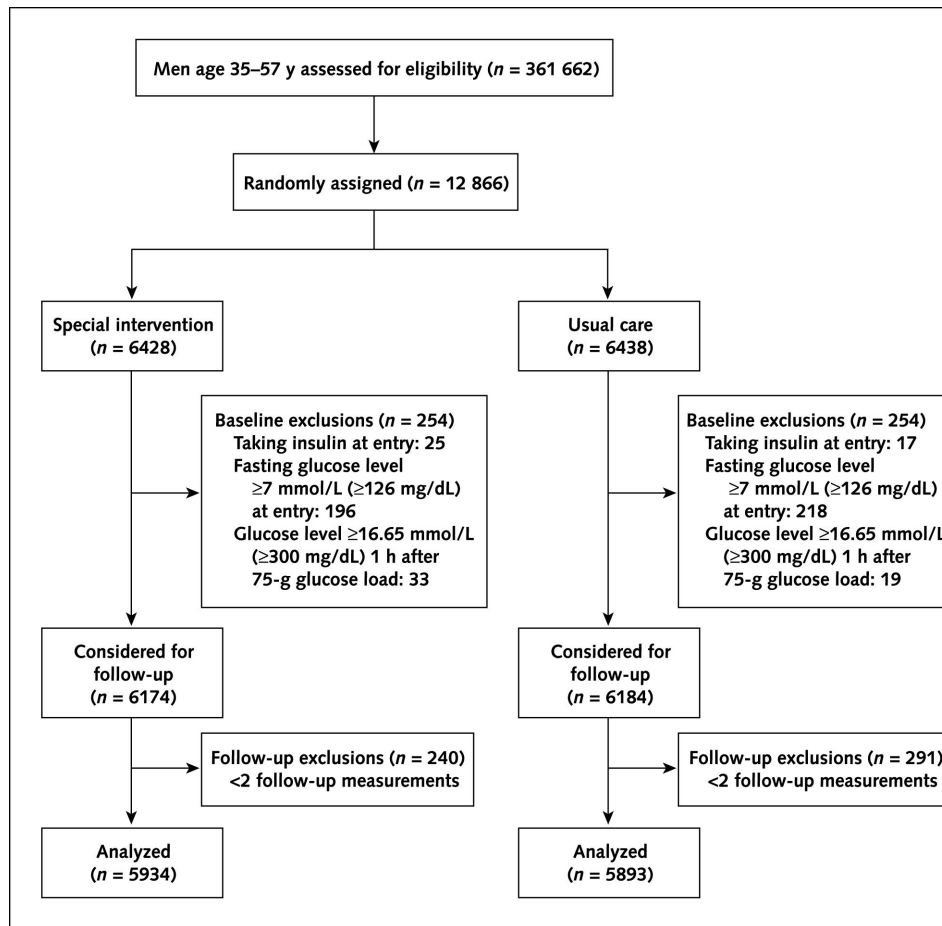 Men age 35–57 y assessed for eligibility (n = 361 662)
Randomly assigned (n = 12 866)
Special intervention
(n = 6428)
Usual care
(n = 6438)
Baseline exclusions (n = 254)
Taking insulin at entry: 25
Fasting glucose level
≥7 mmol/L (≥126 mg/dL)
at entry: 196
Glucose level ≥16.65 mmol/L
(≥300 mg/dL) 1 h after
75-g glucose load: 33
Baseline exclusions (n = 254)
Taking insulin at entry: 17
Fasting glucose level
≥7 mmol/L (≥126 mg/dL)
at entry: 218
Glucose level ≥16.65 mmol/L
(≥300 mg/dL) 1 h after
75-g glucose load: 19
Considered for
follow-up
(n = 6174)
Considered for
follow-up
(n = 6184)
Follow-up exclusions (n = 240)
<2 follow-up measurements
Follow-up exclusions (n = 291)
<2 follow-up measurements
Analyzed
(n = 5934)
Analyzed
(n = 5893)